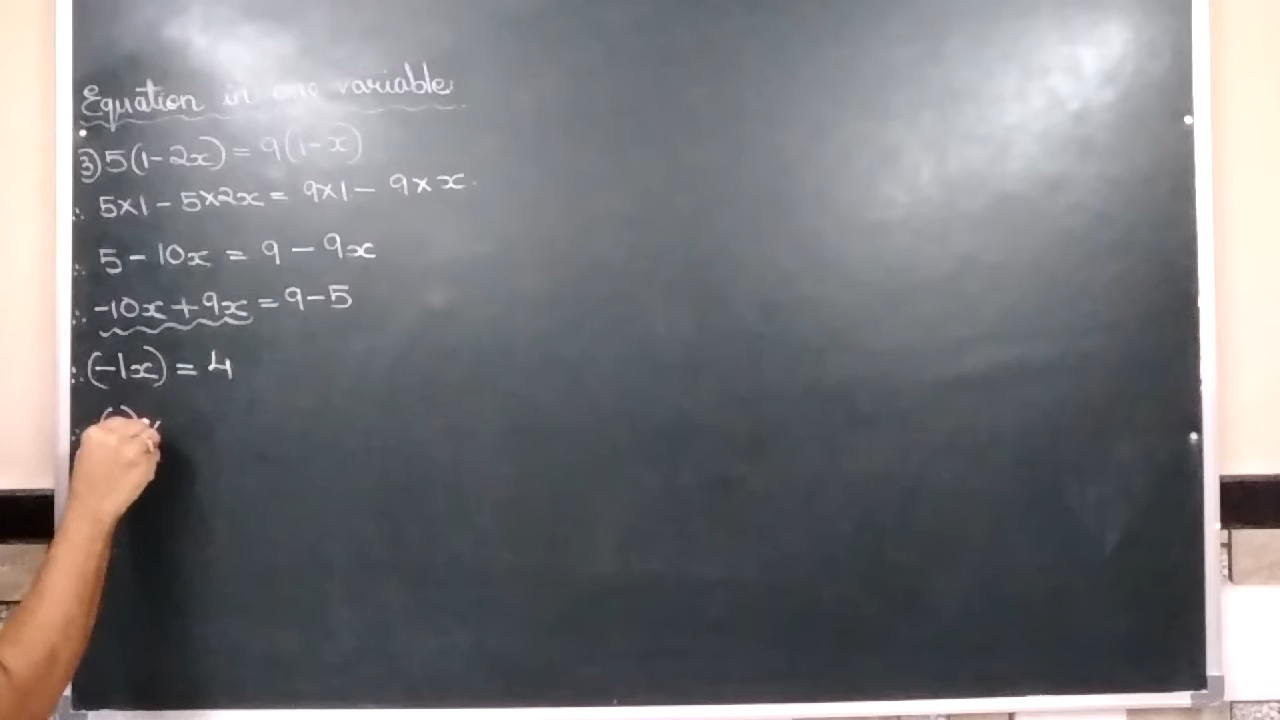 Equation in one variable
3) 5(1-2x) = 9(1-x)
∴ 5×1 - 5×2x = 9×1 - 9×x
∴ 5 - 10x = 9 - 9x
∴ -10x + 9x = 9 - 5
∴ (-1x) = 4